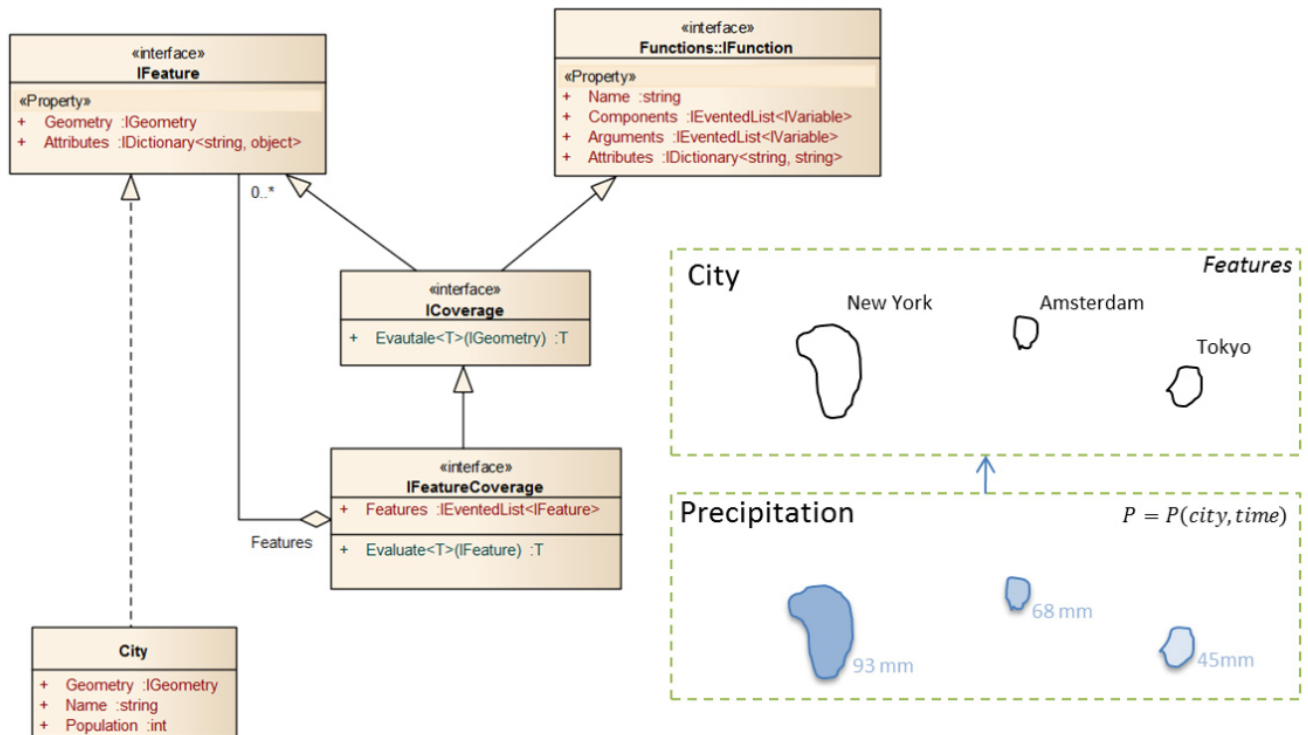 «interface»
IFeature
«Property»
+ Geometry :IGeometry
+ Attributes :IDictionary<string, object>
«interface»
Functions::IFunction
«Property»
+ Name :string
+ Components :IEventedList<IVariable>
+ Arguments :IEventedList<IVariable>
+ Attributes :IDictionary<string, string>
0..*
«interface»
ICoverage
+ Evautale<T>(IGeometry) :T
«interface»
IFeatureCoverage
+ Features :IEventedList<IFeature>
+ Evaluate<T>(IFeature) :T
Features
City
+ Geometry :IGeometry
+ Name :string
+ Population :int
City
Features
New York
Amsterdam
Tokyo
Precipitation
P = P(city, time)
93 mm
68 mm
45mm